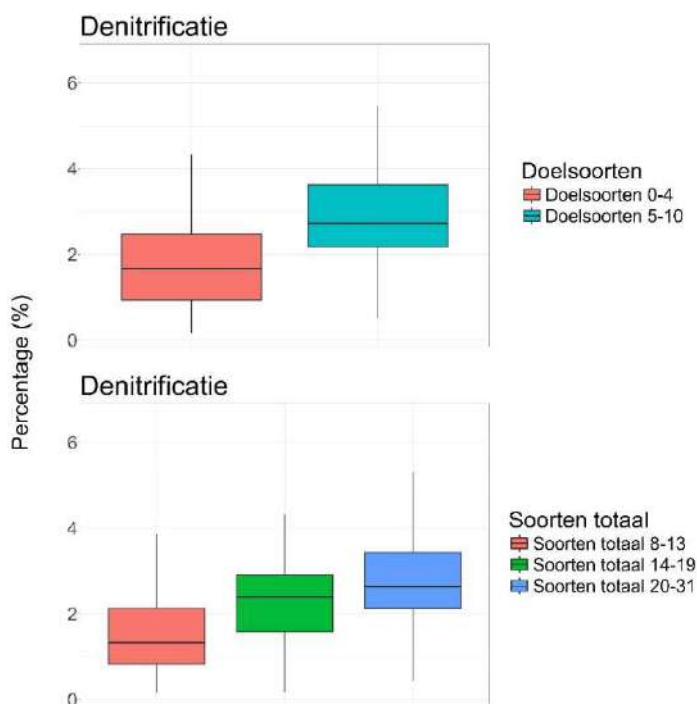 Denitrificatie
6
4
2
0
Doelsoorten
Doelsoorten 0-4
Doelsoorten 5-10
Percentage (%)
Denitrificatie
6
4
2
0
Soorten totaal
Soorten totaal 8-13
Soorten totaal 14-19
Soorten totaal 20-31